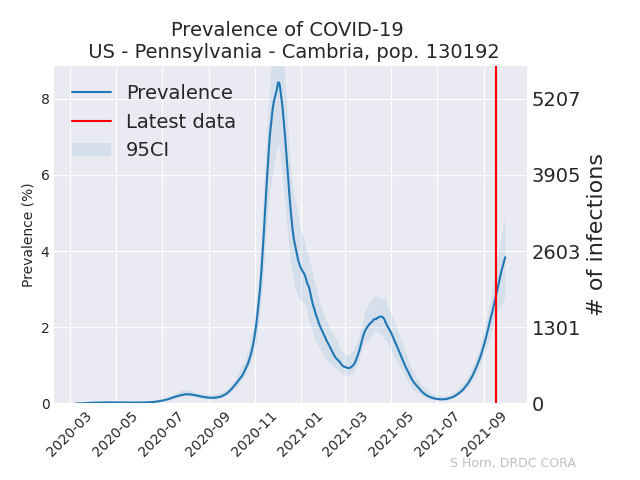 Prevalence of COVID-19
US - Pennsylvania - Cambria, pop. 130192
Prevalence
Latest data
95CI
Prevalence (%)
8
6
4
2
0
5207
3905
2603
1301
0
# of infections
2020-03
2020-05
2020-07
2020-09
2020-11
2021-01
2021-03
2021-05
2021-07
2021-09
S Horn, DRDC CORA